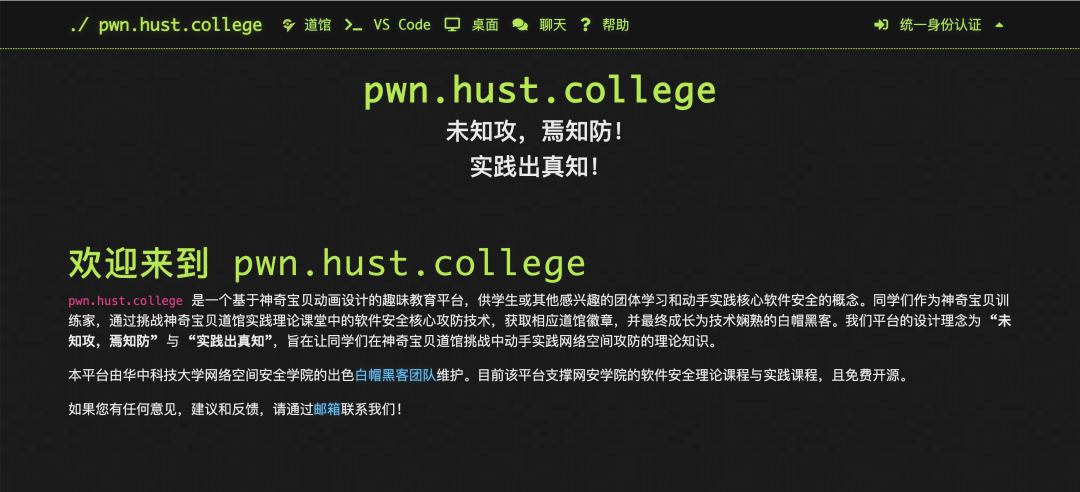 ./ pwn.hust.college 道馆 VS Code 桌面 聊天 帮助 统一身份认证
pwn.hust.college
未知攻，焉知防！
实践出真知！
欢迎来到 pwn.hust.college
pwn.hust.college 是一个基于神奇宝贝动画设计的趣味教育平台，供学生或其他感兴趣的团体学习和动手实践核心软件安全的概念。同学们作为神奇宝贝训
练家，通过挑战神奇宝贝道馆实践理论课堂中的软件安全核心攻防技术，获取相应道馆徽章，并最终成长为技术娴熟的白帽黑客。我们平台的设计理念为“未
知攻，焉知防”与“实践出真知”，旨在让同学们在神奇宝贝道馆挑战中动手实践网络空间攻防的理论知识。
本平台由华中科技大学网络空间安全学院的出色白帽黑客团队维护。目前该平台支撑网安学院的软件安全理论课程与实践课程，且免费开源。
如果您有任何意见，建议和反馈，请通过邮箱联系我们！